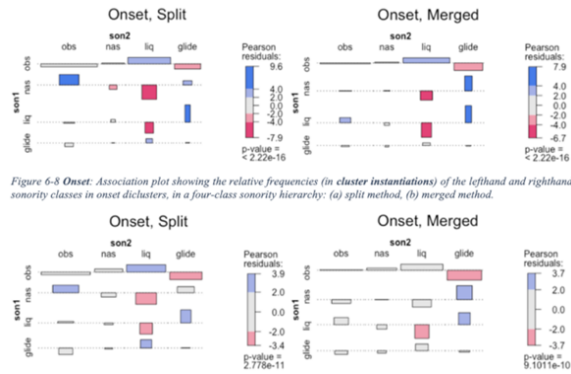 Onset, Split
Onset, Merged
son2
obs nas liq glide
son1
obs
nas
liq
glide
Pearson
residuals:
9.6
4.0
2.0
0.0
-2.0
-4.0
-7.9
p-value =
< 2.22e-16
son2
obs nas liq glide
son1
obs
nas
liq
glide
Pearson
residuals:
7.9
4.0
2.0
0.0
-2.0
-4.0
-6.7
p-value =
< 2.22e-16
Figure 6-8 Onset: Association plot showing the relative frequencies (in cluster instantiations) of the lefthand and righthand
sonority classes in onset diclusters, in a four-class sonority hierarchy: (a) split method, (b) merged method.
Onset, Split
Onset, Merged
son2
obs nas liq glide
son1
obs
nas
liq
glide
Pearson
residuals:
3.9
2.0
0.0
-2.0
-3.4
p-value =
2.778e-11
son2
obs nas liq glide
son1
obs
nas
liq
glide
Pearson
residuals:
3.7
2.0
0.0
-2.0
-3.7
p-value =
9.1011e-10